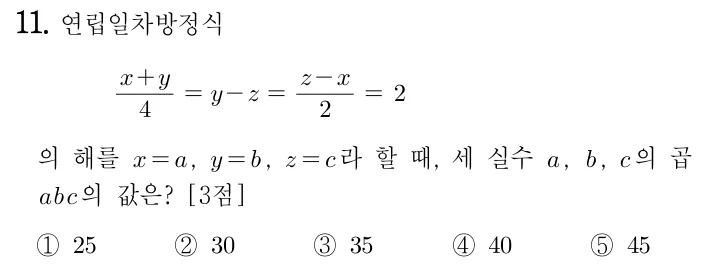 11. 연립일차방정식
(x+y)/4 = y-z = (z-x)/2 = 2
의 해를 x=a, y=b, z=c라 할 때, 세 실수 a, b, c의 곱
abc의 값은? [3점]
① 25 ② 30 ③ 35 ④ 40 ⑤ 45